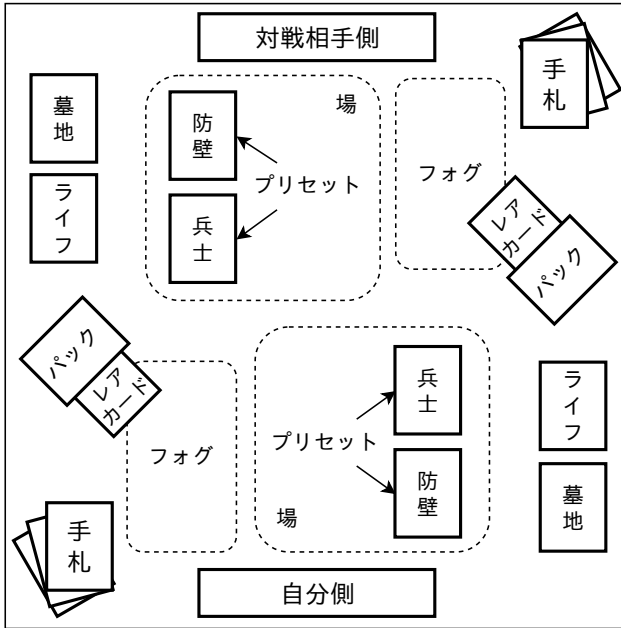 対戦相手側
手札
墓地
防壁
場
プリセット
フォグ
ライフ
兵士
レア
カード
パック
パック
レア
カード
兵士
ライフ
プリセット
フォグ
防壁
墓地
場
手札
自分側